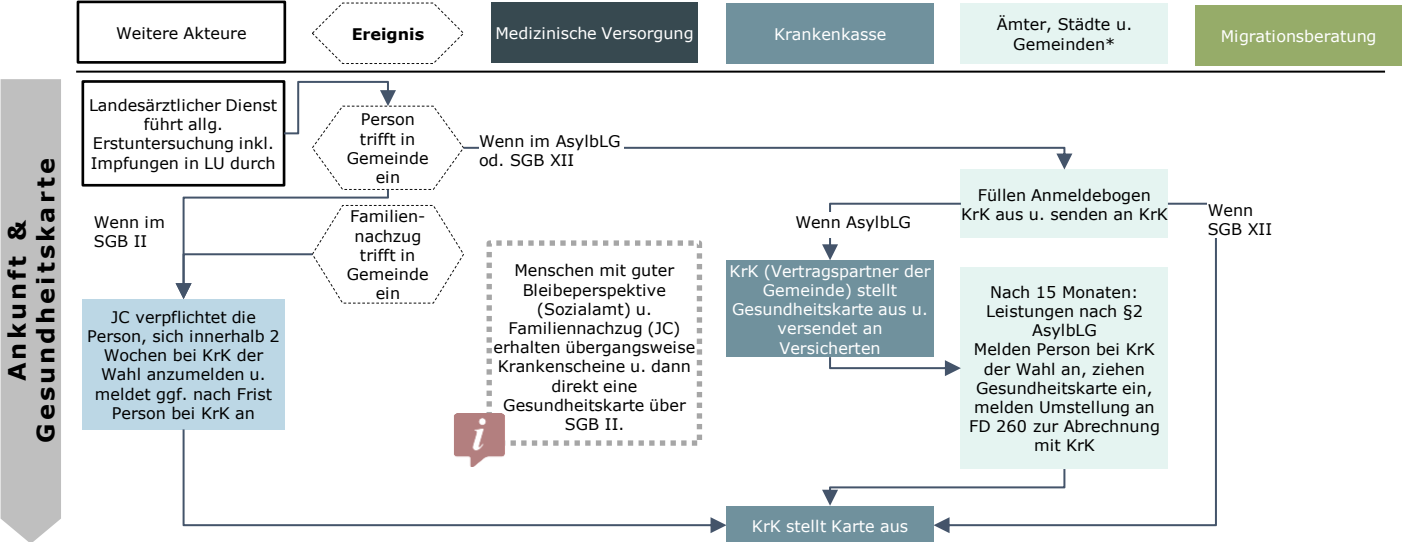 Weitere Akteure
Ereignis
Medizinische Versorgung
Krankenkasse
Ämter, Städte u.
Gemeinden*
Migrationsberatung
Ankunft &
Gesundheitskarte
Landesärztlicher Dienst
führt allg.
Erstuntersuchung inkl.
Impfungen in LU durch
Person
trifft in
Gemeinde
ein
Wenn im AsylbLG
od. SGB XII
Füllen Anmeldebogen
KrK aus u. senden an KrK
Wenn im
SGB II
Familien-
nachzug
trifft in
Gemeinde
ein
Wenn AsylbLG
Wenn
SGB XII
Menschen mit guter
Bleibeperspektive
(Sozialamt) u.
Familiennachzug (JC)
erhalten übergangsweise
Krankenscheine u. dann
direkt eine
Gesundheitskarte über
SGB II.
i
KrK (Vertragspartner der
Gemeinde) stellt
Gesundheitskarte aus u.
versendet an
Versicherten
Nach 15 Monaten:
Leistungen nach §2
AsylbLG
Melden Person bei KrK
der Wahl an, ziehen
Gesundheitskarte ein,
melden Umstellung an
FD 260 zur Abrechnung
mit KrK
JC verpflichtet die
Person, sich innerhalb 2
Wochen bei KrK der
Wahl anzumelden u.
meldet ggf. nach Frist
Person bei KrK an
KrK stellt Karte aus